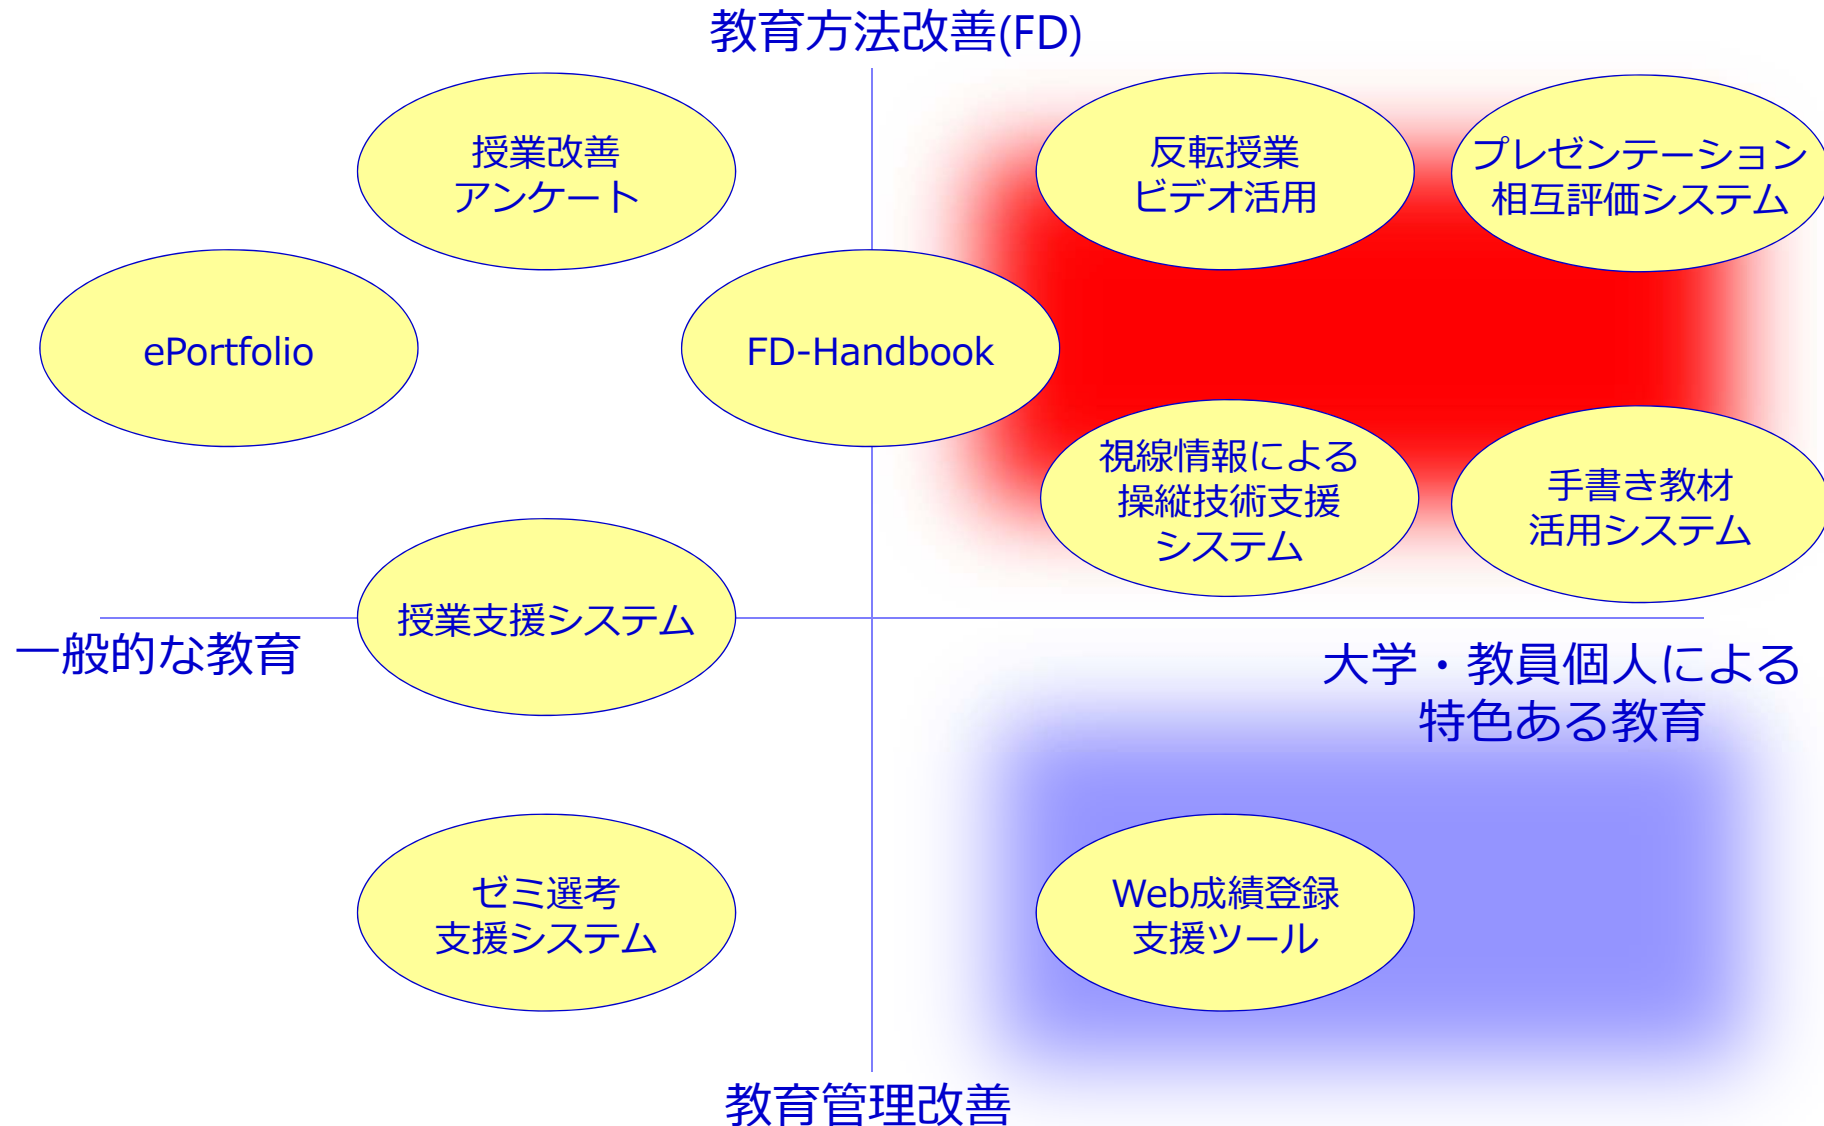 教育方法改善(FD)
授業改善
アンケート
反転授業
ビデオ活用
プレゼンテーション
相互評価システム
ePortfolio
FD-Handbook
視線情報による
操縦技術支援
システム
手書き教材
活用システム
授業支援システム
一般的な教育
大学・教員個人による
特色ある教育
ゼミ選考
支援システム
Web成績登録
支援ツール
教育管理改善